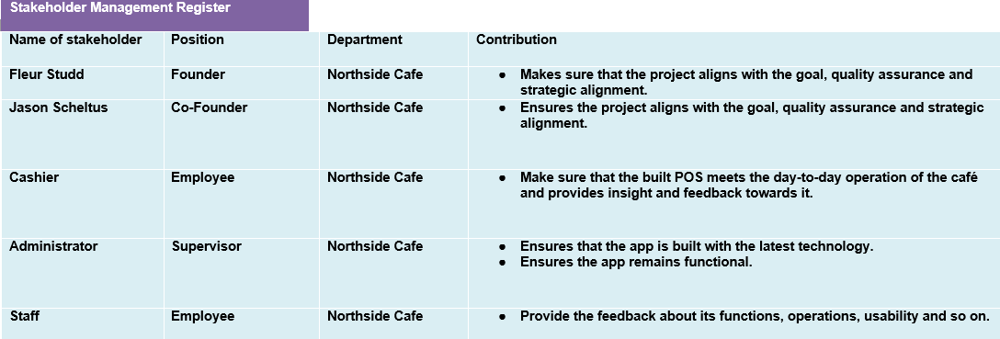 Stakeholder Management Register
Name of stakeholder Position Department Contribution
Fleur Studd Founder Northside Cafe ● Makes sure that the project aligns with the goal, quality assurance and
strategic alignment.
Jason Scheltus Co-Founder Northside Cafe ● Ensures the project aligns with the goal, quality assurance and strategic
alignment.
Cashier Employee Northside Cafe ● Make sure that the built POS meets the day-to-day operation of the café
and provides insight and feedback towards it.
Administrator Supervisor Northside Cafe ● Ensures that the app is built with the latest technology.
● Ensures the app remains functional.
Staff Employee Northside Cafe ● Provide the feedback about its functions, operations, usability and so on.